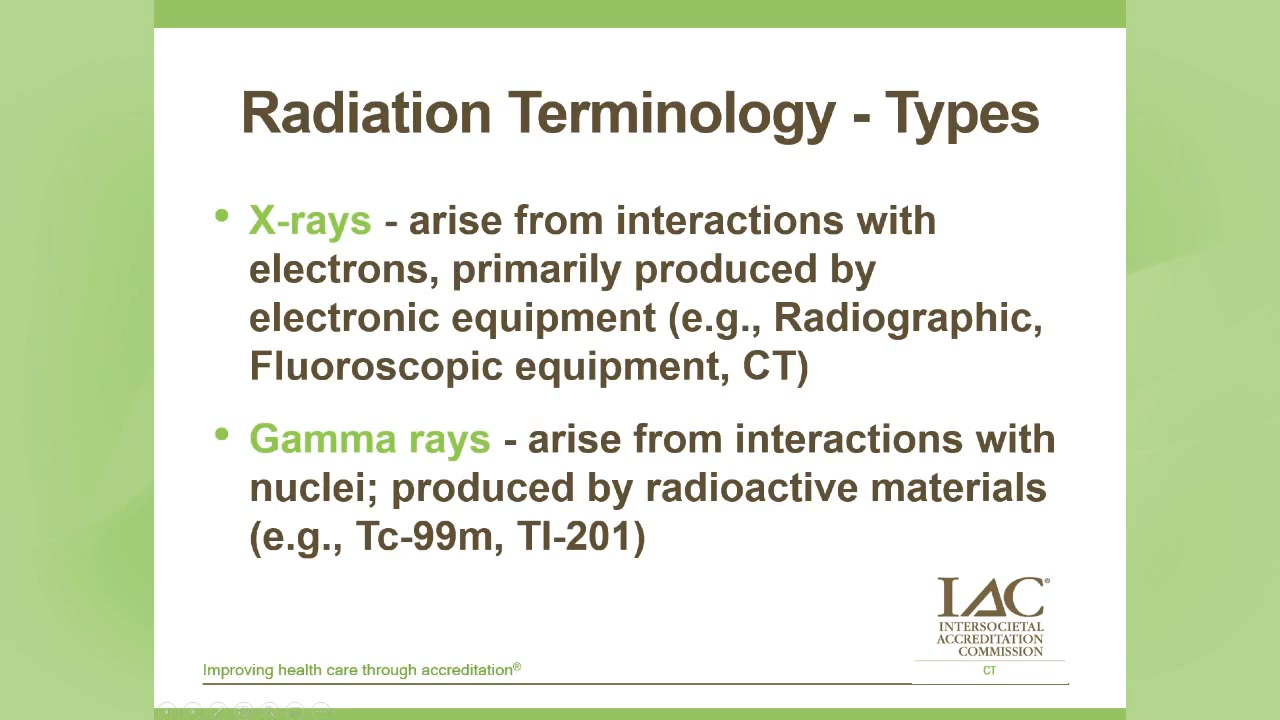 Radiation Terminology - Types
• X-rays - arise from interactions with
electrons, primarily produced by
electronic equipment (e.g., Radiographic,
Fluoroscopic equipment, CT)
• Gamma rays - arise from interactions with
nuclei; produced by radioactive materials
(e.g., Tc-99m, Tl-201)
IAC®
INTERSOCIETAL
ACCREDITATION
COMMISSION
CT
Improving health care through accreditation®